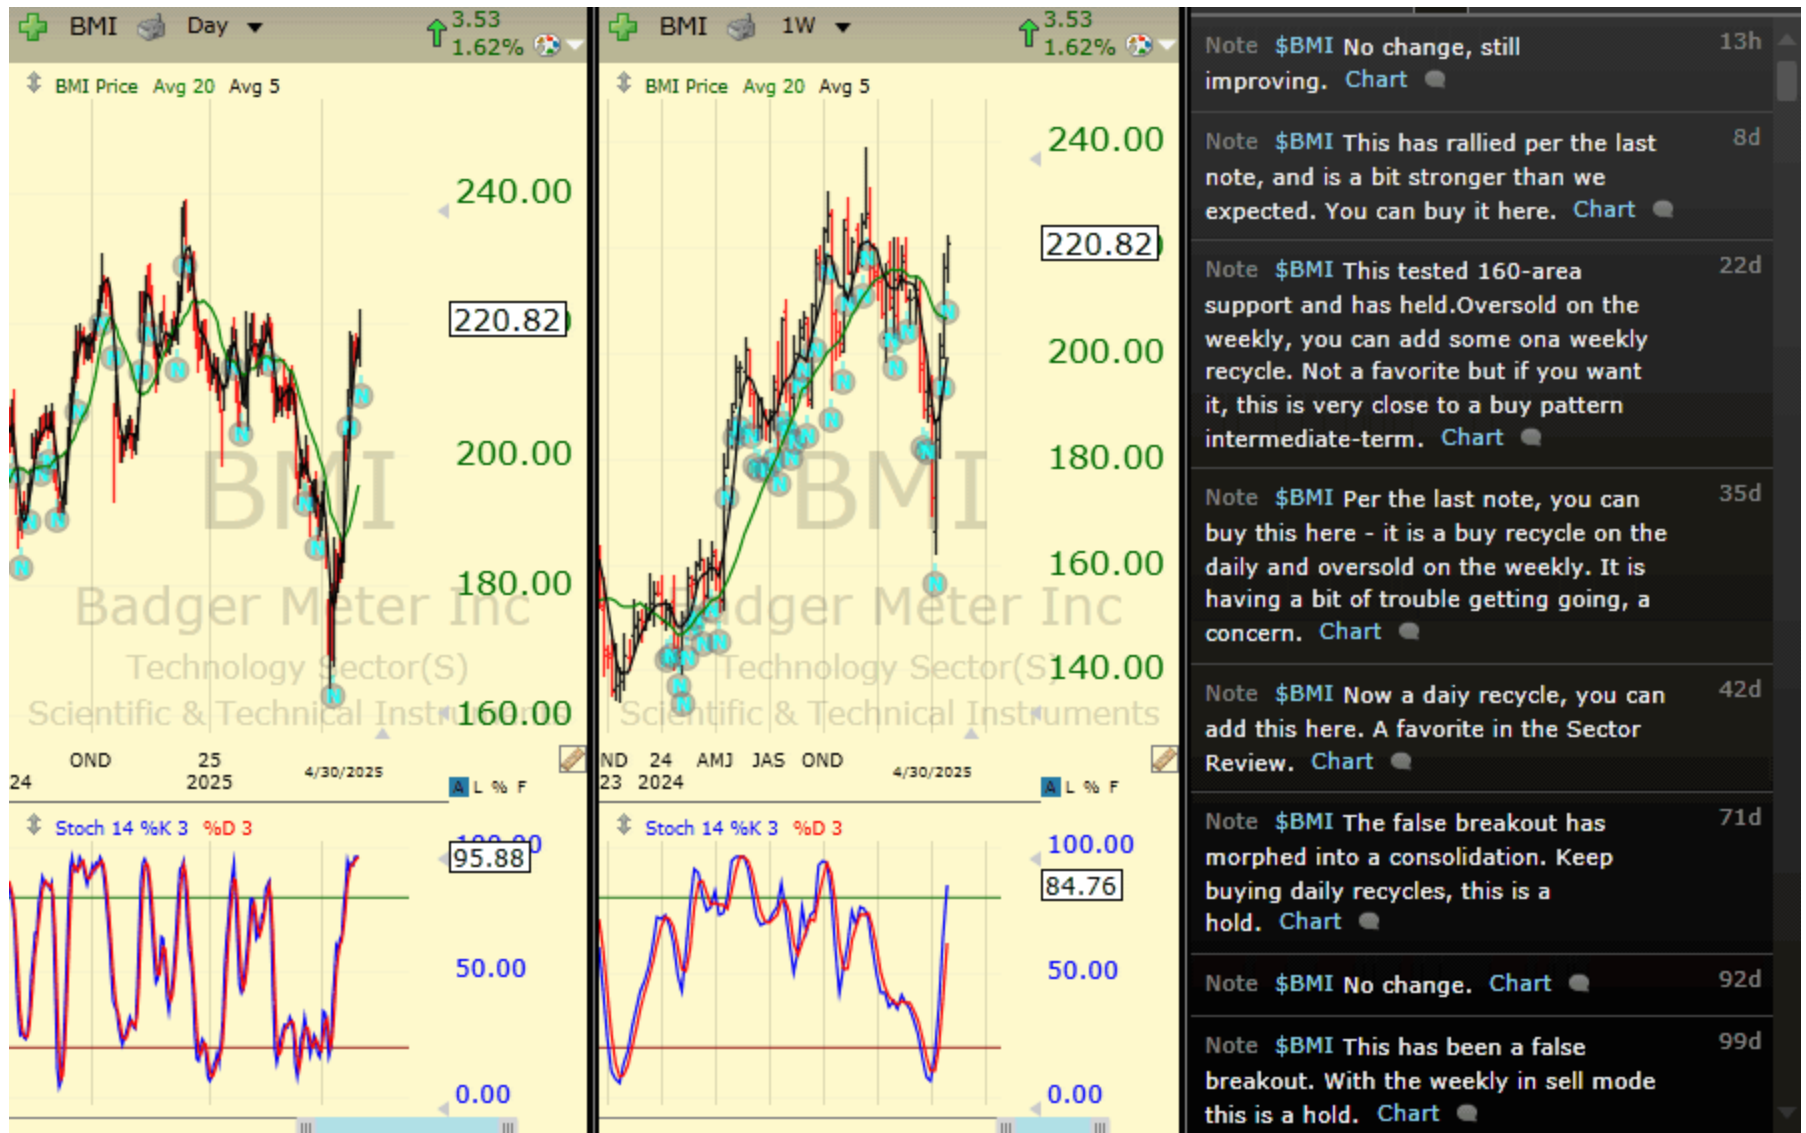 BMI Day 3.53
1.62%
BMI Price Avg 20 Avg 5
240.00
220.82
200.00
180.00
160.00
BMI
Badger Meter Inc
Technology Sector(S)
Scientific & Technical Instruments
OND 25 4/30/2025
24 2025
A L % F
Stoch 14 %K 3 %D 3
100.00
95.88
50.00
0.00
BMI 1W 3.53
1.62%
BMI Price Avg 20 Avg 5
240.00
220.82
200.00
180.00
160.00
140.00
BMI
Badger Meter Inc
Technology Sector(S)
Scientific & Technical Instruments
ND 24 AMJ JAS OND 4/30/2025
23 2024
A L % F
Stoch 14 %K 3 %D 3
100.00
84.76
50.00
0.00
Note $BMI No change, still 13h
improving. Chart
Note $BMI This has rallied per the last 8d
note, and is a bit stronger than we
expected. You can buy it here. Chart
Note $BMI This tested 160-area 22d
support and has held.Oversold on the
weekly, you can add some ona weekly
recycle. Not a favorite but if you want
it, this is very close to a buy pattern
intermediate-term. Chart
Note $BMI Per the last note, you can 35d
buy this here - it is a buy recycle on the
daily and oversold on the weekly. It is
having a bit of trouble getting going, a
concern. Chart
Note $BMI Now a daiy recycle, you can 42d
add this here. A favorite in the Sector
Review. Chart
Note $BMI The false breakout has 71d
morphed into a consolidation. Keep
buying daily recycles, this is a
hold. Chart
Note $BMI No change. Chart 92d
Note $BMI This has been a false 99d
breakout. With the weekly in sell mode
this is a hold. Chart